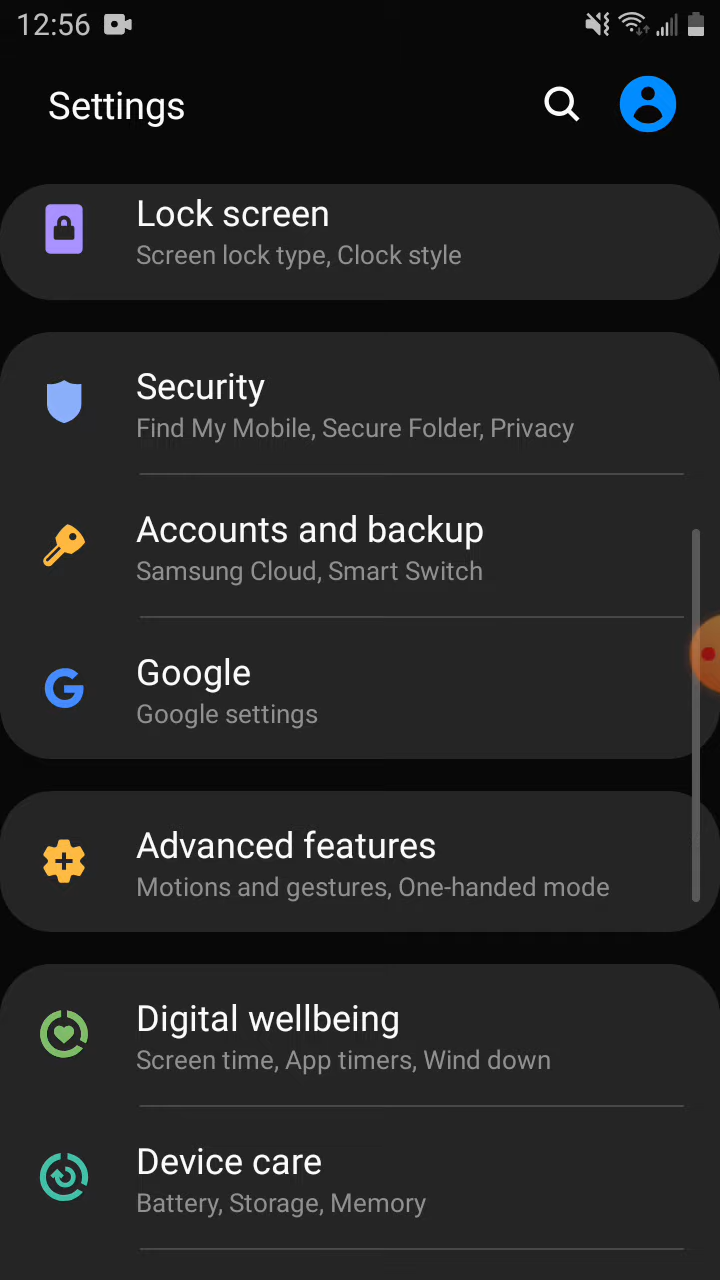 12:56
Settings
Lock screen
Screen lock type, Clock style
Security
Find My Mobile, Secure Folder, Privacy
Accounts and backup
Samsung Cloud, Smart Switch
Google
Google settings
Advanced features
Motions and gestures, One-handed mode
Digital wellbeing
Screen time, App timers, Wind down
Device care
Battery, Storage, Memory